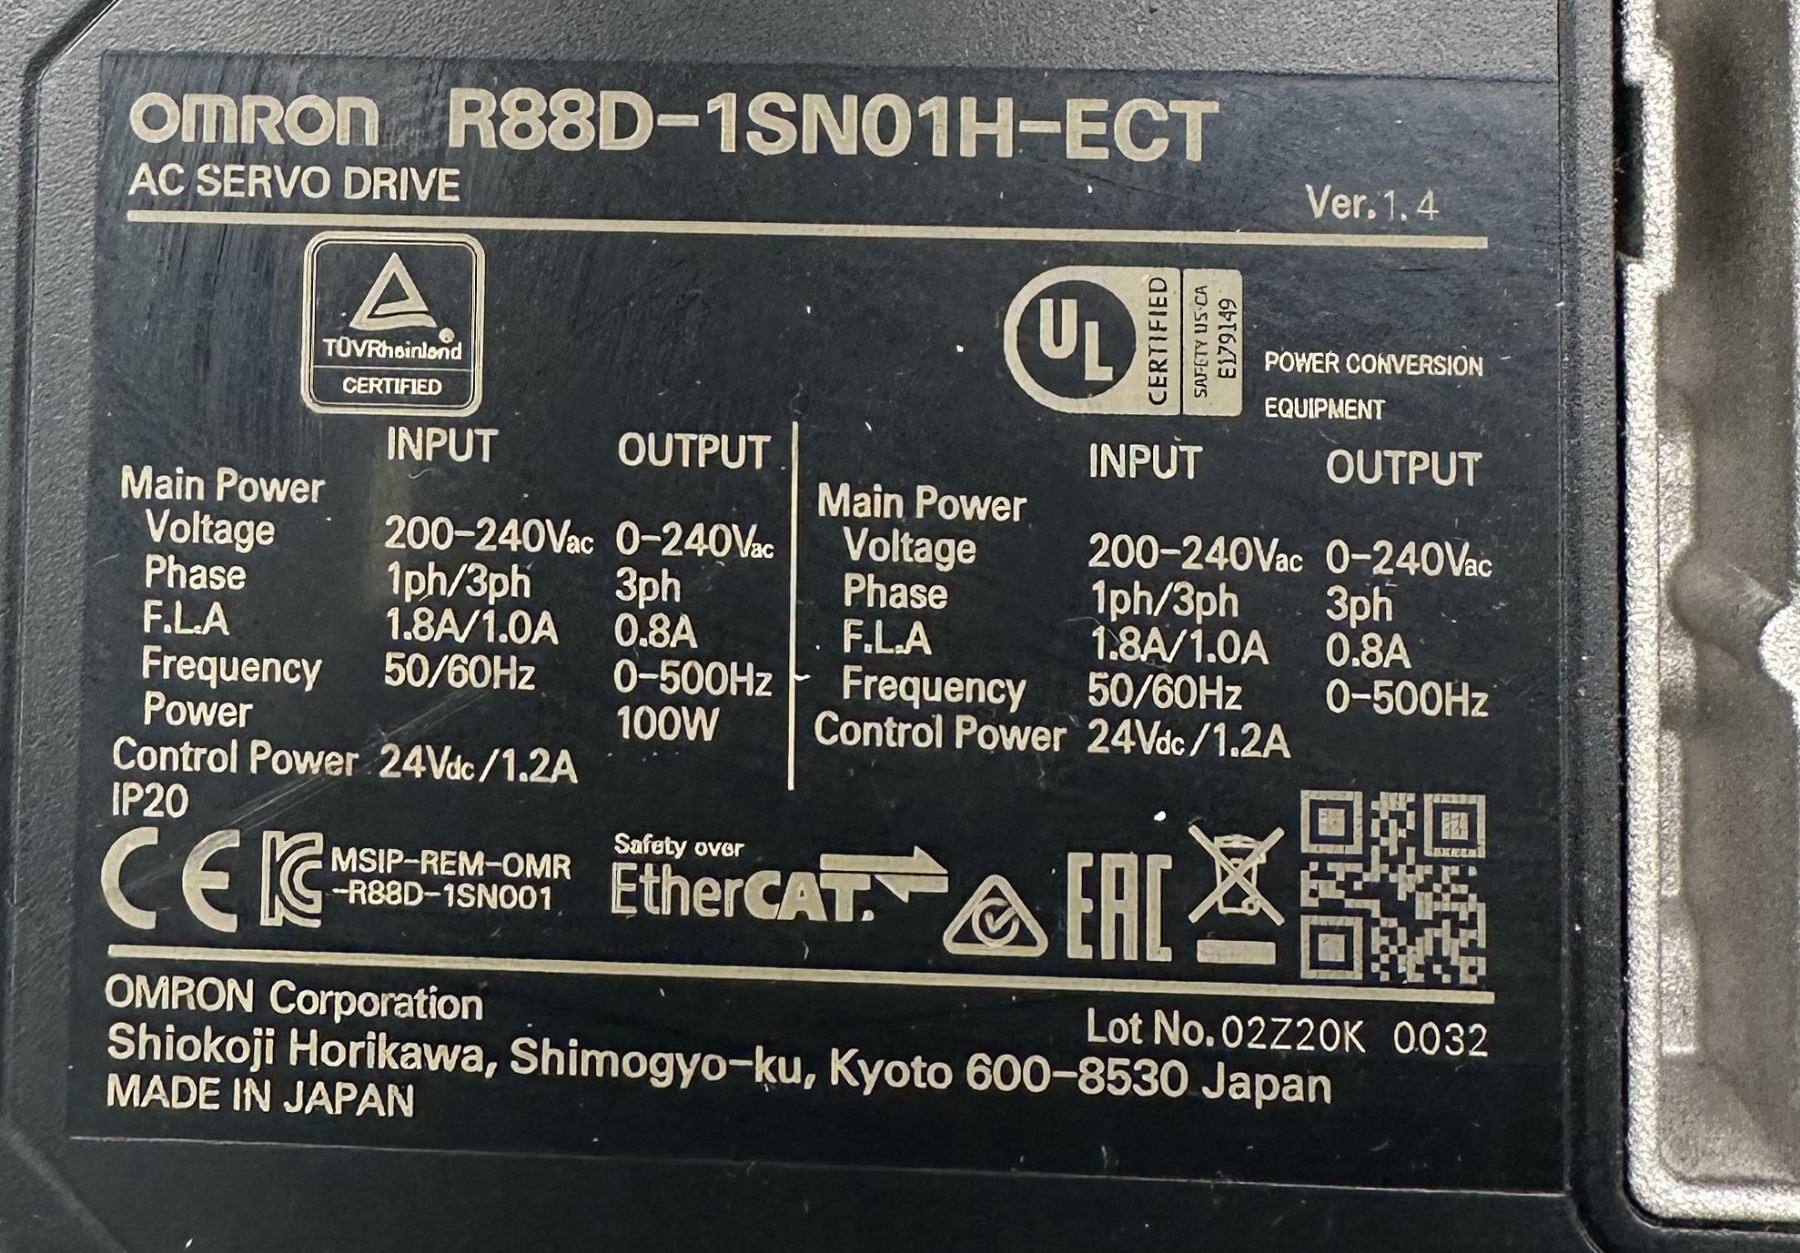 OMRON R88D-1SN01H-ECT
AC SERVO DRIVE
Ver.1.4
TÜVRheinland®
CERTIFIED
UL CERTIFIED
SAFETY US-CA
E179149
POWER CONVERSION
EQUIPMENT
INPUT OUTPUT
Main Power
Voltage 200-240Vac 0-240Vac
Phase 1ph/3ph 3ph
F.L.A 1.8A/1.0A 0.8A
Frequency 50/60Hz 0-500Hz
Power 100W
Control Power 24Vdc/1.2A
IP20
INPUT OUTPUT
Main Power
Voltage 200-240Vac 0-240Vac
Phase 1ph/3ph 3ph
F.L.A 1.8A/1.0A 0.8A
Frequency 50/60Hz 0-500Hz
Control Power 24Vdc/1.2A
CE KC MSIP-REM-OMR
-R88D-1SN001
Safety over
EtherCAT.
EAC
OMRON Corporation
Lot No.02Z20K 0032
Shiokoji Horikawa, Shimogyo-ku, Kyoto 600-8530 Japan
MADE IN JAPAN